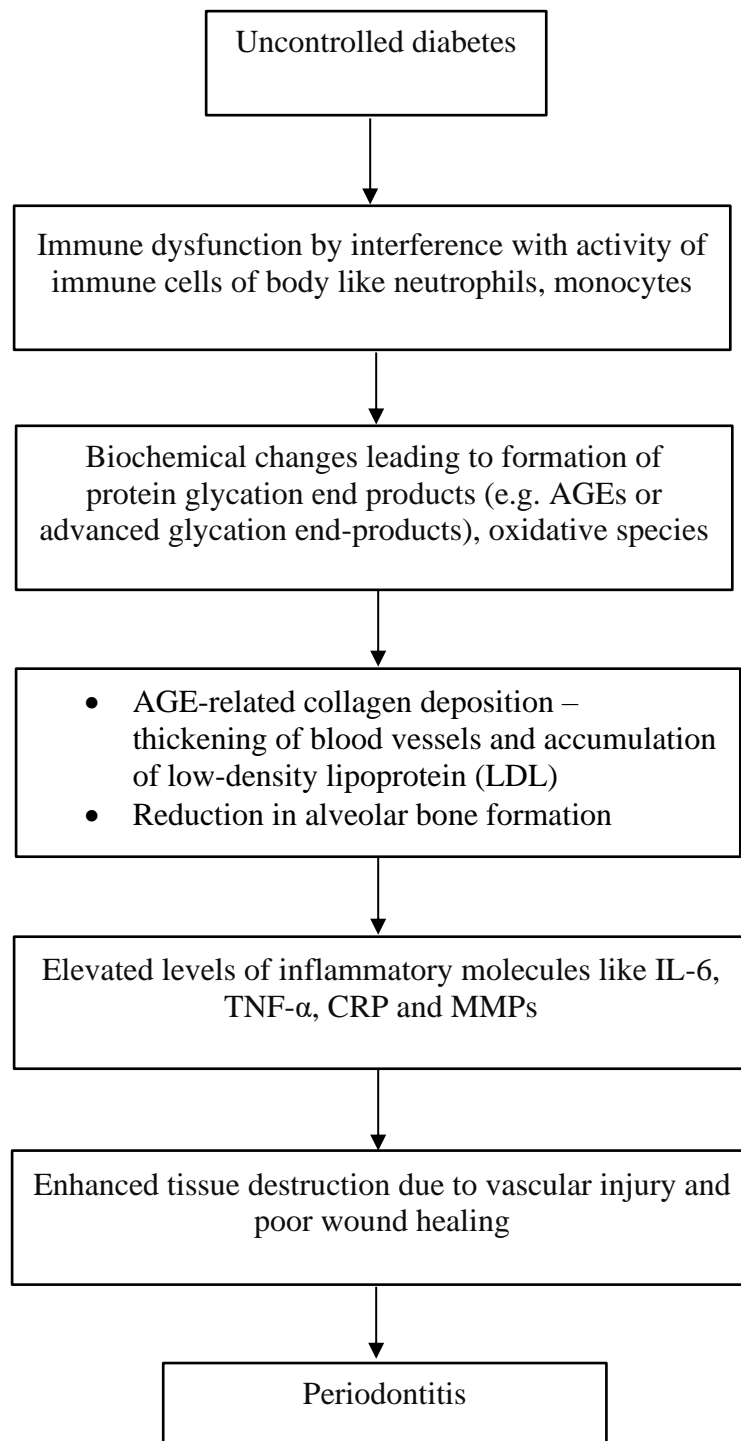 Uncontrolled diabetes
Immune dysfunction by interference with activity of
immune cells of body like neutrophils, monocytes
Biochemical changes leading to formation of
protein glycation end products (e.g. AGEs or
advanced glycation end-products), oxidative species
• AGE-related collagen deposition –
thickening of blood vessels and accumulation
of low-density lipoprotein (LDL)
• Reduction in alveolar bone formation
Elevated levels of inflammatory molecules like IL-6,
TNF-α, CRP and MMPs
Enhanced tissue destruction due to vascular injury and
poor wound healing
Periodontitis